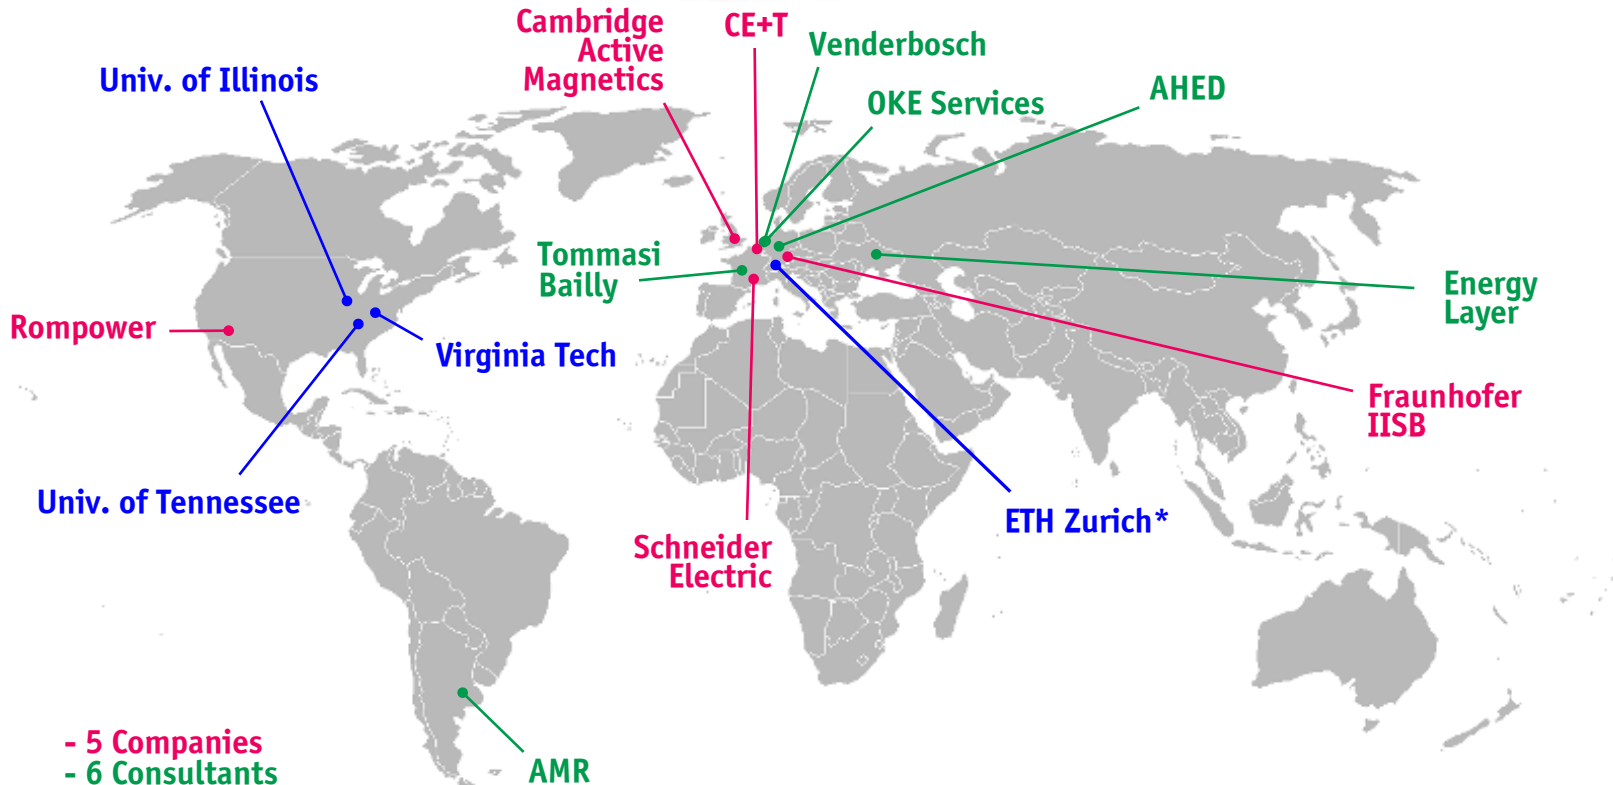 Cambridge
Active
Magnetics
CE+T
Venderbosch
Univ. of Illinois
OKE Services
AHED
Tommasi
Bailly
Energy
Layer
Rompower
Virginia Tech
Fraunhofer
IISB
Univ. of Tennessee
ETH Zurich*
Schneider
Electric
- 5 Companies
- 6 Consultants
AMR